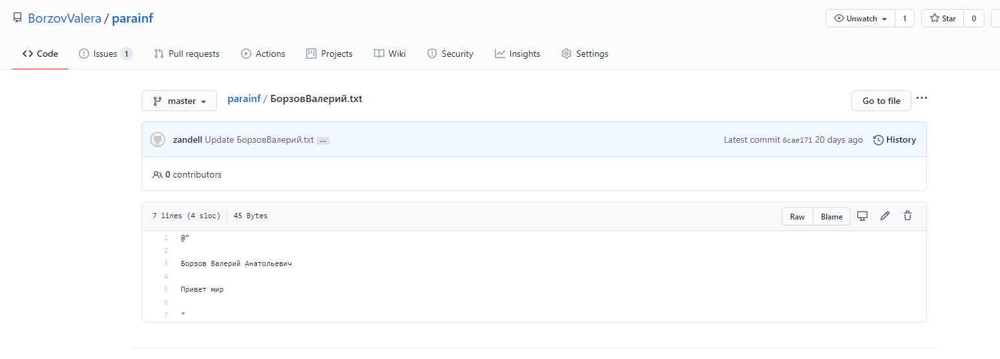 BorzovValera / parainf
Unwatch 1 Star 0
Code Issues 1 Pull requests Actions Projects Wiki Security Insights Settings
master parainf / БорзовВалерий.txt Go to file ...
zandell Update БорзовВалерий.txt ... Latest commit 6cae171 20 days ago History
0 contributors
7 lines (4 sloc) 45 Bytes Raw Blame
1 @"
2
3 Борзов Валерий Анатольевич
4
5 Привет мир
6
7 "